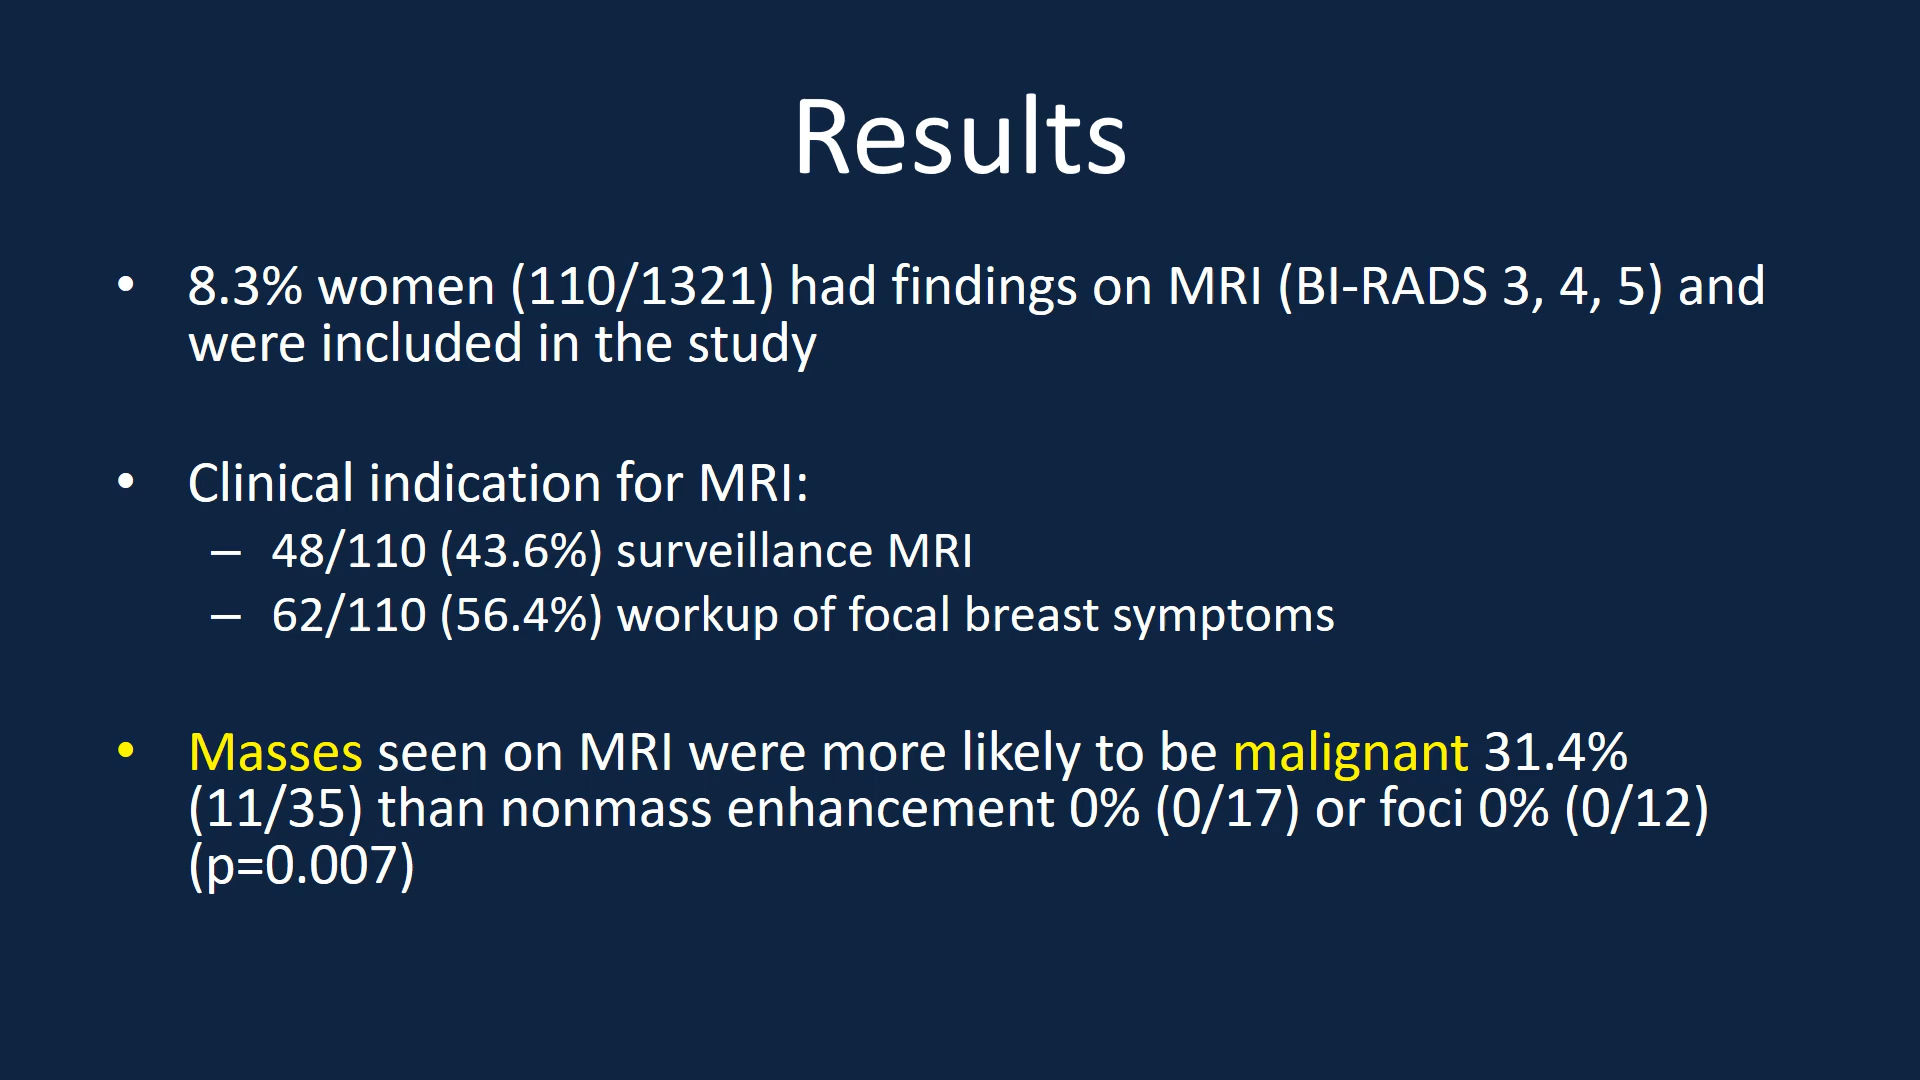 Results
• 8.3% women (110/1321) had findings on MRI (BI-RADS 3, 4, 5) and
were included in the study
• Clinical indication for MRI:
– 48/110 (43.6%) surveillance MRI
– 62/110 (56.4%) workup of focal breast symptoms
• Masses seen on MRI were more likely to be malignant 31.4%
(11/35) than nonmass enhancement 0% (0/17) or foci 0% (0/12)
(p=0.007)